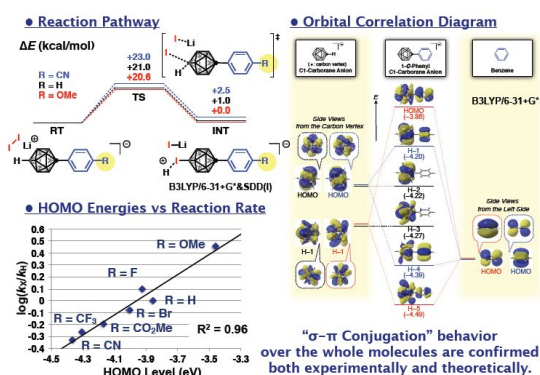 • Reaction Pathway
ΔE (kcal/mol)
R = CN
R = H
R = OMe
+23.0
+21.0
+20.6
TS
I
I
Li
H
R
‡
RT
+2.5
+1.0
+0.0
INT
I
I
Li
⊕
H
R
⊖
I–Li
⊕
H
I
R
⊖
B3LYP/6-31+G*&SDD(I)
• HOMO Energies vs Reaction Rate
log(kX/kH)
0.6
0.5
0.4
0.3
0.2
0.1
0
-0.1
-0.2
-0.3
-0.4
R = OMe
R = F
R = H
R = Br
R = CF3
R = CO2Me
R = CN
R² = 0.96
-4.5
-4.3
-4.1
-3.9
-3.7
-3.5
-3.3
HOMO Level (eV)
• Orbital Correlation Diagram
H
(•: carbon vertex)
C1-Carborane Anion
1-C-Phenyl
C1-Carborane Anion
Benzene
B3LYP/6-31+G*
E
HOMO
(-3.86)
Side Views
from the Carbon Vertex
H–1
(-4.20)
HOMO
HOMO
H–2
(-4.22)
H–3
(-4.27)
H–1
H–1
H–4
(-4.39)
H–5
(-4.49)
Side Views
from the Left Side
HOMO
HOMO
“σ–π Conjugation” behavior
over the whole molecules are confirmed
both experimentally and theoretically.